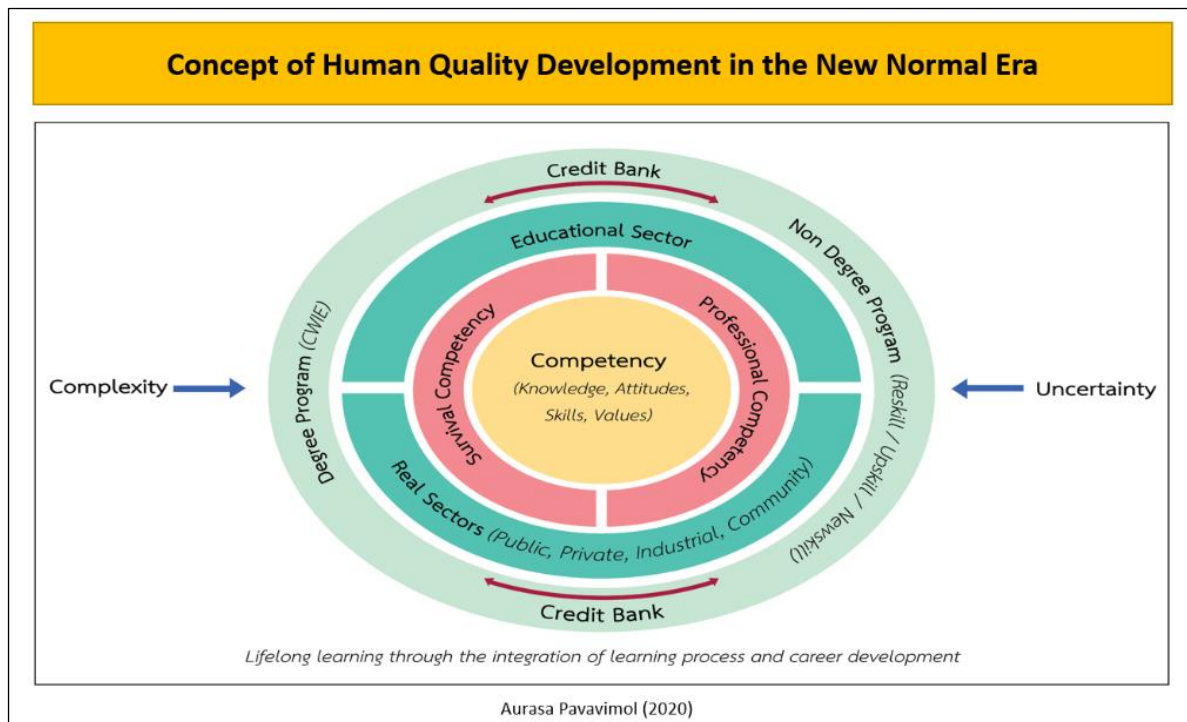 Concept of Human Quality Development in the New Normal Era
Credit Bank
Educational Sector
Non Degree Program (Reskill / Upskill / Newskill)
Degree Program (CWIE)
Survival Competency
Professional Competency
Competency
(Knowledge, Attitudes,
Skills, Values)
Complexity
Uncertainty
Real Sectors (Public, Private, Industrial, Community)
Credit Bank
Lifelong learning through the integration of learning process and career development
Aurasa Pavavimol (2020)